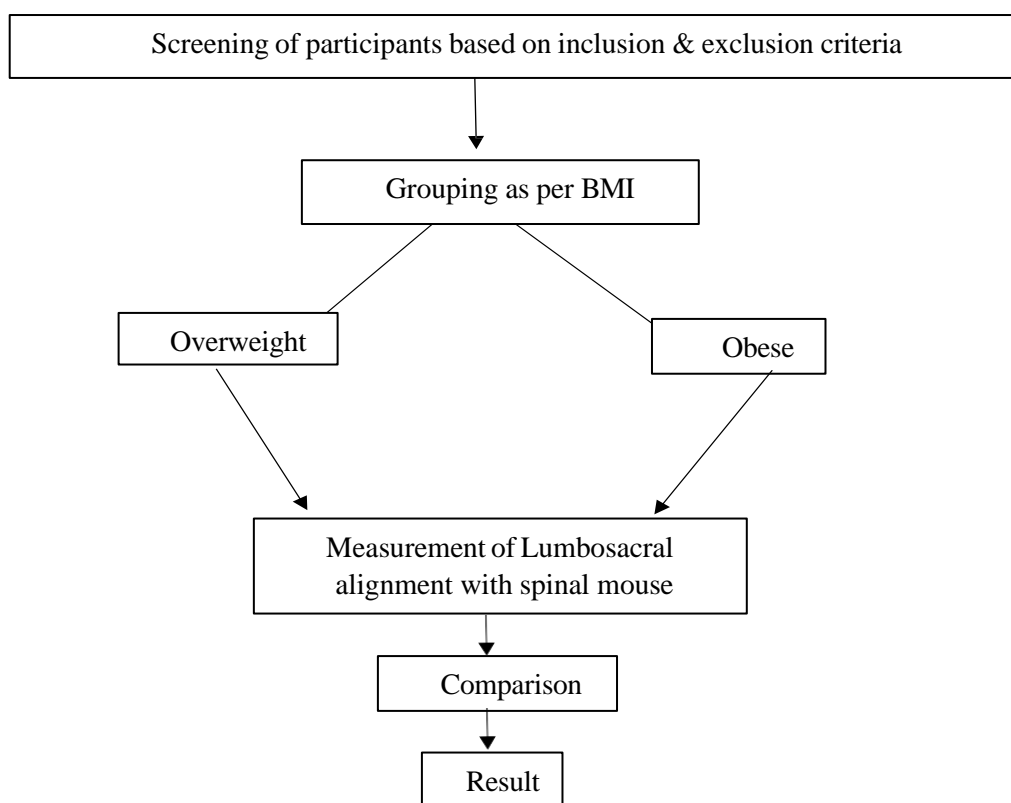 Screening of participants based on inclusion & exclusion criteria
Grouping as per BMI
Overweight
Obese
Measurement of Lumbosacral
alignment with spinal mouse
Comparison
Result